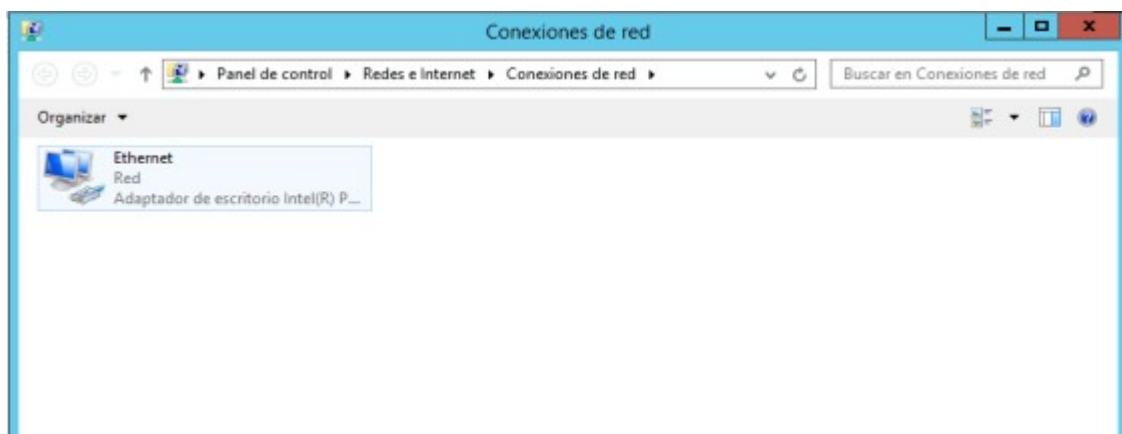 Conexiones de red
Panel de control Redes e Internet Conexiones de red
Buscar en Conexiones de red
Organizar
Ethernet
Red
Adaptador de escritorio Intel(R) P...